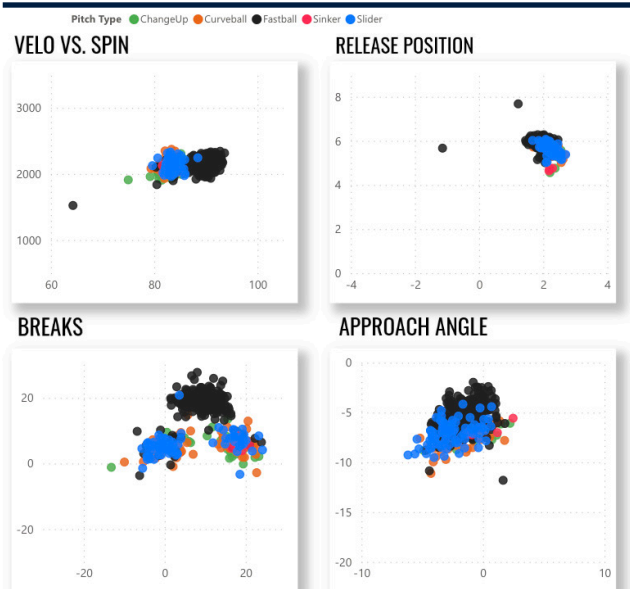 Pitch Type ChangeUp Curveball Fastball Sinker Slider
VELO VS. SPIN
3000
2000
1000
60 80 100
RELEASE POSITION
8
6
4
2
0
-4 -2 0 2 4
BREAKS
20
0
-20
-20 0 20
APPROACH ANGLE
0
-5
-10
-15
-20
-10 0 10